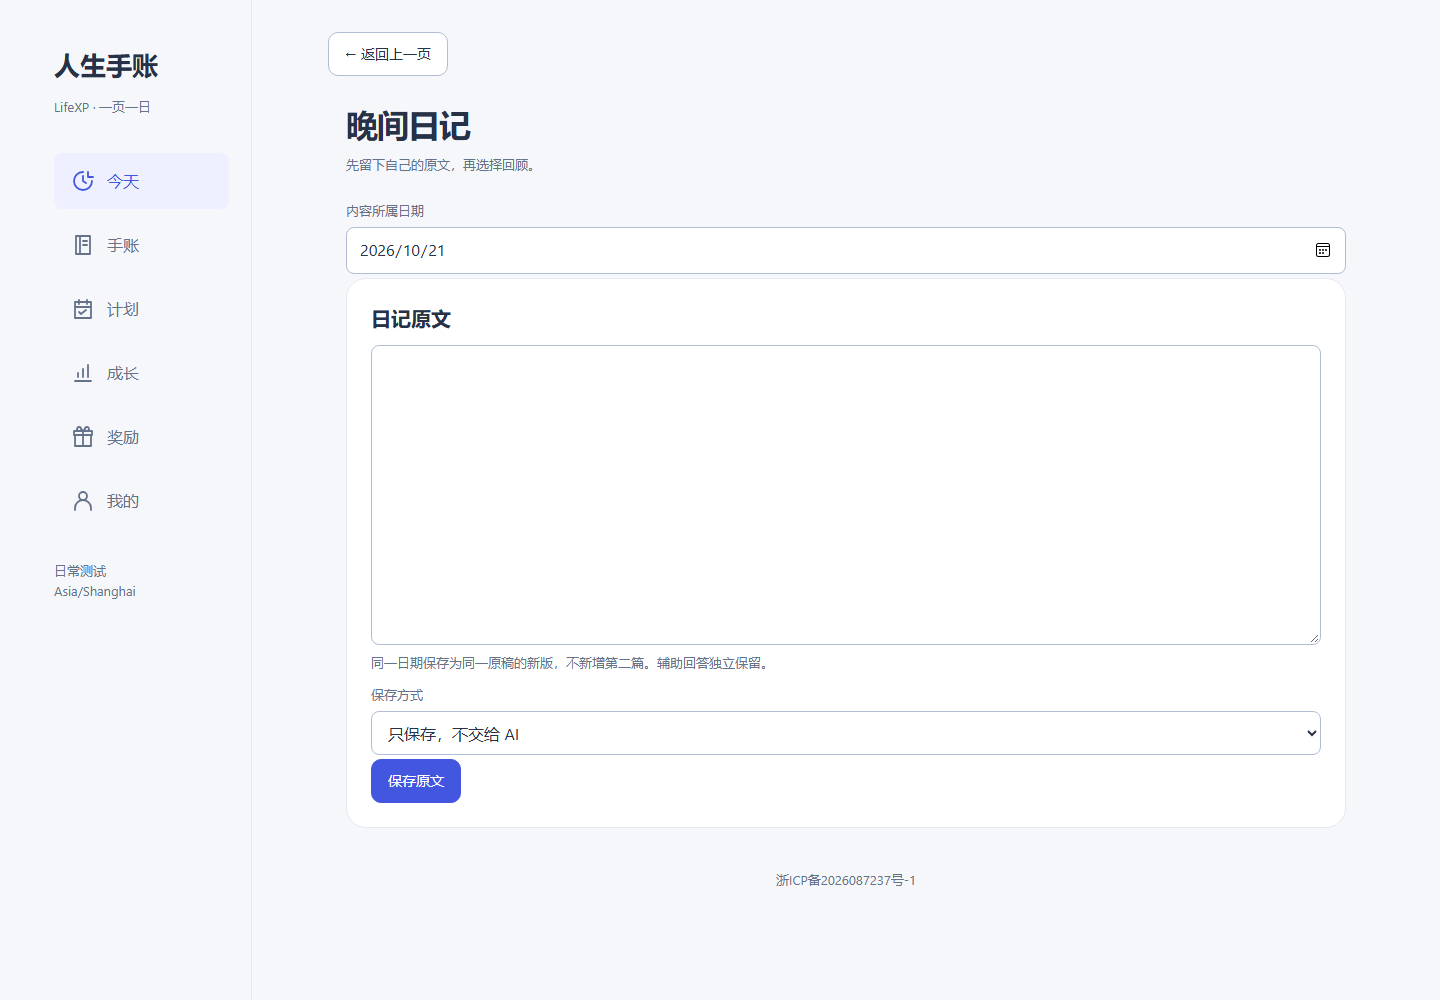 人生手账
LifeXP · 一页一日
今天
手账
计划
成长
奖励
我的
日常测试
Asia/Shanghai
← 返回上一页
晚间日记
先留下自己的原文，再选择回顾。
内容所属日期
2026/10/21
日记原文
同一日期保存为同一原稿的新版，不新增第二篇。辅助回答独立保留。
保存方式
只保存，不交给 AI
保存原文
浙ICP备2026087237号-1